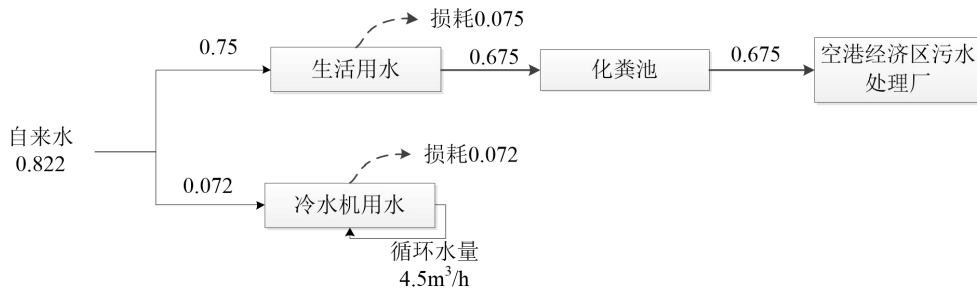 损耗0.075
0.75
生活用水
0.675
化粪池
0.675
空港经济区污水
处理厂
自来水
0.822
损耗0.072
0.072
冷水机用水
循环水量
4.5m³/h